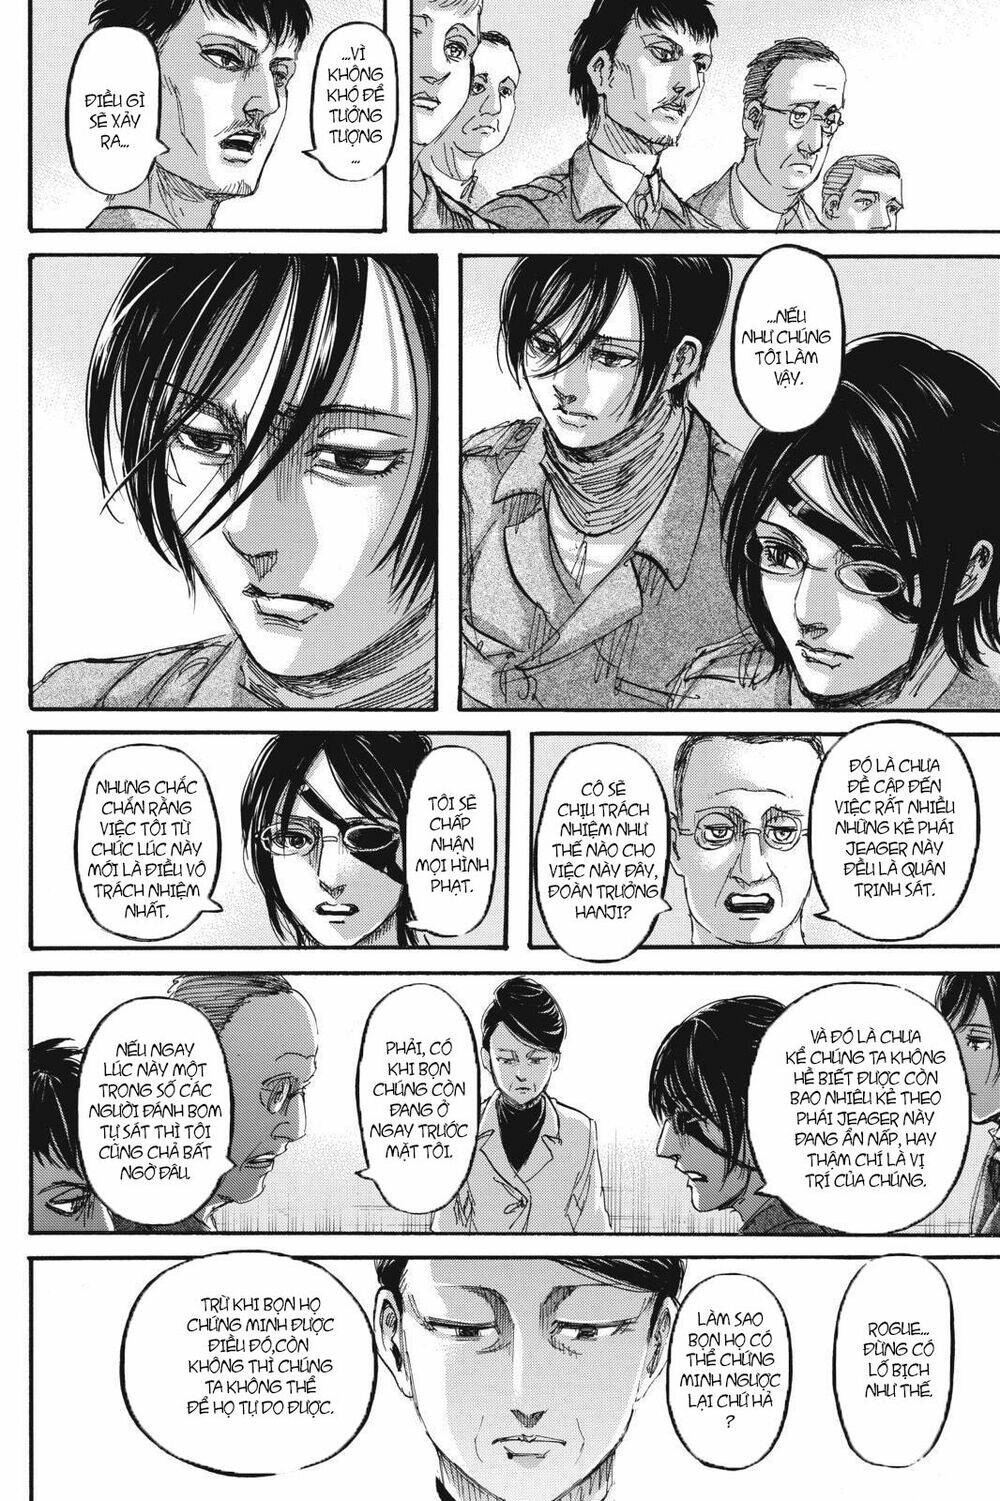 ...VÌ
KHÔNG
KHÓ ĐỂ
TƯỞNG
TƯỢNG
...
ĐIỀU GÌ
SẼ XẢY
RA...
...NẾU
NHƯ CHÚNG
TÔI LÀM
VẬY.
ĐÓ LÀ CHƯA
ĐỀ CẬP ĐẾN
VIỆC RẤT NHIỀU
NHỮNG KẺ PHÁI
JEAGER NÀY
ĐỀU LÀ QUÂN
TRINH SÁT.
CÔ SẼ
CHỊU TRÁCH
NHIỆM NHƯ
THẾ NÀO CHO
VIỆC NÀY ĐÂY,
ĐOÀN TRƯỞNG
HANJI?
TÔI SẼ
CHẤP
NHẬN
MỌI HÌNH
PHẠT.
NHƯNG CHẮC
CHẮN RẰNG
VIỆC TÔI TỪ
CHỨC LÚC NÀY
MỚI LÀ ĐIỀU VÔ
TRÁCH NHIỆM
NHẤT.
VÀ ĐÓ LÀ CHƯA
KỂ CHÚNG TA KHÔNG
HỀ BIẾT ĐƯỢC CÒN
BAO NHIÊU KẺ THEO
PHÁI JEAGER NÀY
ĐANG ẨN NẤP, HAY
THẬM CHÍ LÀ VỊ
TRÍ CỦA CHÚNG.
PHẢI, CÓ
KHI BỌN
CHÚNG CÒN
ĐANG Ở
NGAY TRƯỚC
MẶT TÔI.
NẾU NGAY
LÚC NÀY MỘT
TRONG SỐ CÁC
NGƯỜI ĐÁNH BOM
TỰ SÁT THÌ TÔI
CŨNG CHẢ BẤT
NGỜ ĐÂU.
ROGUE...
ĐỪNG CÓ
LỐ BỊCH
NHƯ THẾ.
LÀM SAO
BỌN HỌ CÓ
THỂ CHỨNG
MINH NGƯỢC
LẠI CHỨ HẢ
?
TRỪ KHI BỌN HỌ
CHỨNG MINH ĐƯỢC
ĐIỀU ĐÓ,CÒN
KHÔNG THÌ CHÚNG
TA KHÔNG THỂ
ĐỂ HỌ TỰ DO ĐƯỢC.